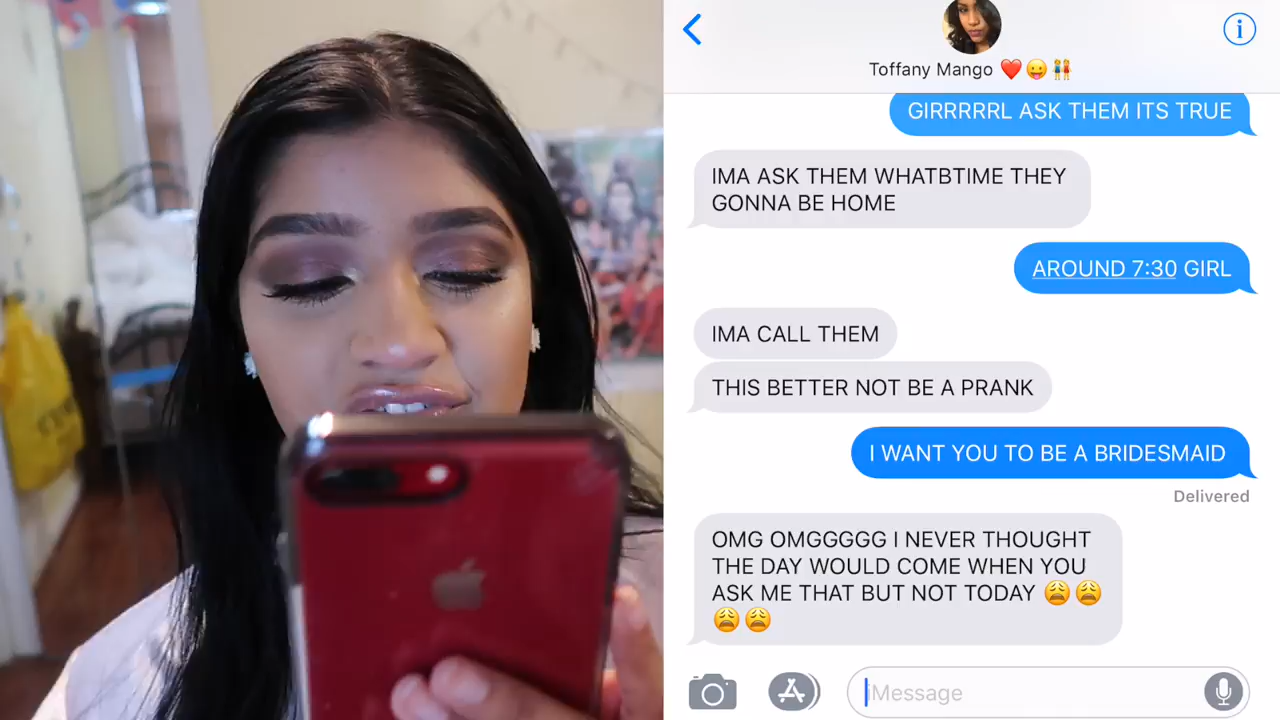 Toffany Mango ❤️😛👭
GIRRRRRL ASK THEM ITS TRUE
IMA ASK THEM WHATBTIME THEY
GONNA BE HOME
AROUND 7:30 GIRL
IMA CALL THEM
THIS BETTER NOT BE A PRANK
I WANT YOU TO BE A BRIDESMAID
Delivered
OMG OMGGGGG I NEVER THOUGHT
THE DAY WOULD COME WHEN YOU
ASK ME THAT BUT NOT TODAY 😩😩
😩😩
iMessage